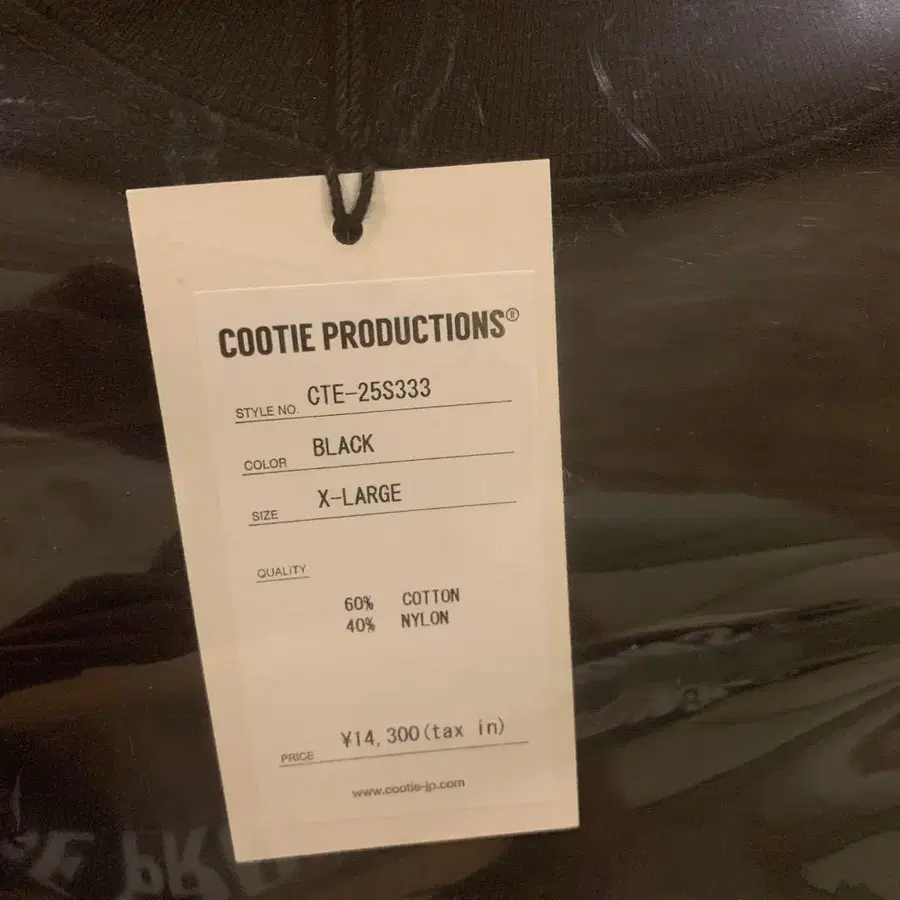 COOTIE PRODUCTIONS®
STYLE NO. CTE-25S333
COLOR BLACK
SIZE X-LARGE
QUALITY
60% COTTON
40% NYLON
PRICE ¥14,300(tax in)
www.cootie-jp.com